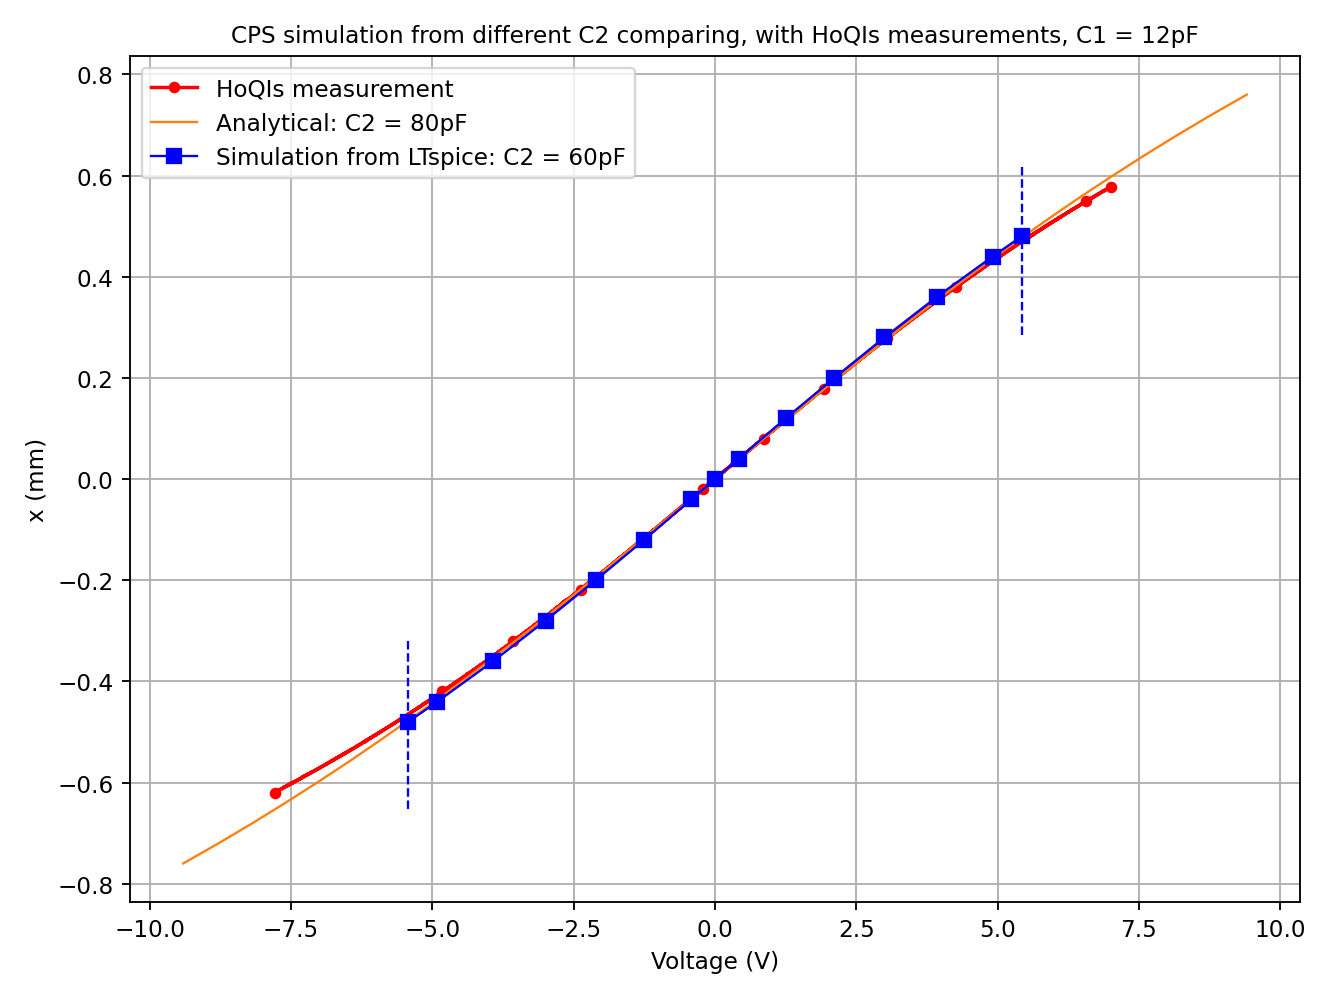 CPS simulation from different C2 comparing, with HoQIs measurements, C1 = 12pF
HoQIs measurement
Analytical: C2 = 80pF
Simulation from LTspice: C2 = 60pF
x (mm)
0.8
0.6
0.4
0.2
0.0
−0.2
−0.4
−0.6
−0.8
−10.0 −7.5 −5.0 −2.5 0.0 2.5 5.0 7.5 10.0
Voltage (V)